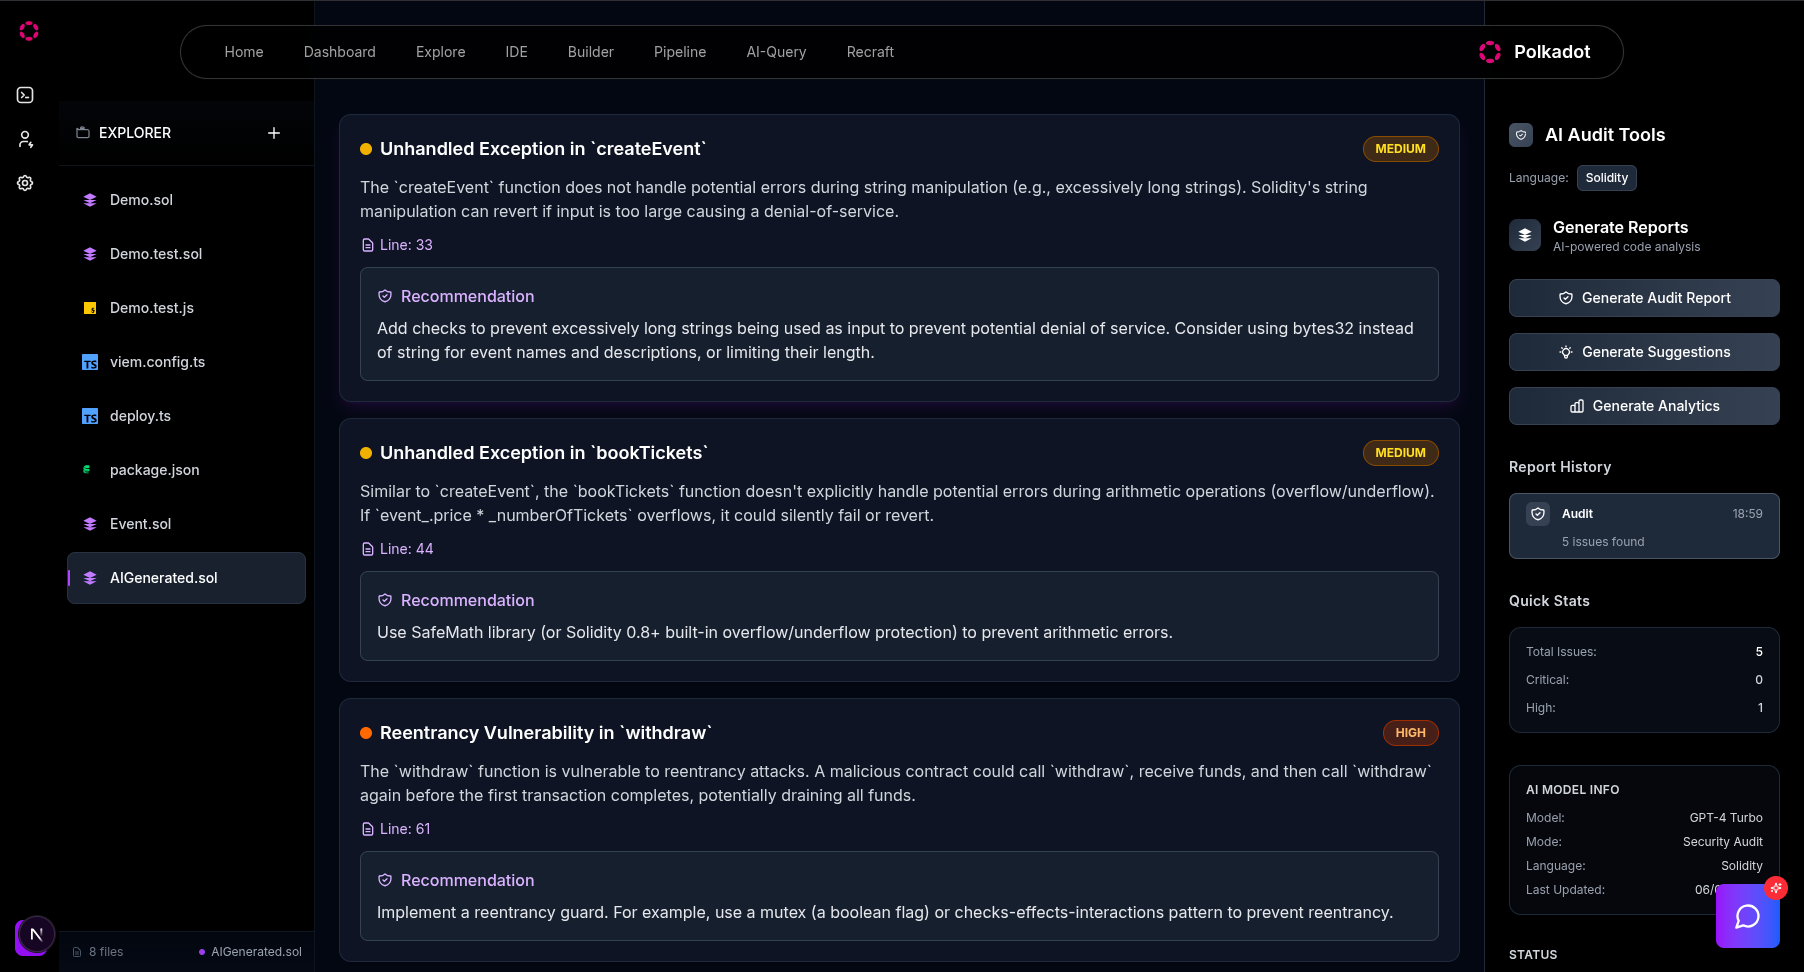 Home Dashboard Explore IDE Builder Pipeline AI-Query Recraft Polkadot
EXPLORER
Demo.sol
Demo.test.sol
Demo.test.js
viem.config.ts
deploy.ts
package.json
Event.sol
AIGenerated.sol
8 files AIGenerated.sol
Unhandled Exception in `createEvent` MEDIUM
The `createEvent` function does not handle potential errors during string manipulation (e.g., excessively long strings). Solidity's string
manipulation can revert if input is too large causing a denial-of-service.
Line: 33
Recommendation
Add checks to prevent excessively long strings being used as input to prevent potential denial of service. Consider using bytes32 instead
of string for event names and descriptions, or limiting their length.
Unhandled Exception in `bookTickets` MEDIUM
Similar to `createEvent`, the `bookTickets` function doesn't explicitly handle potential errors during arithmetic operations (overflow/underflow).
If `event_.price * _numberOfTickets` overflows, it could silently fail or revert.
Line: 44
Recommendation
Use SafeMath library (or Solidity 0.8+ built-in overflow/underflow protection) to prevent arithmetic errors.
Reentrancy Vulnerability in `withdraw` HIGH
The `withdraw` function is vulnerable to reentrancy attacks. A malicious contract could call `withdraw`, receive funds, and then call `withdraw`
again before the first transaction completes, potentially draining all funds.
Line: 61
Recommendation
Implement a reentrancy guard. For example, use a mutex (a boolean flag) or checks-effects-interactions pattern to prevent reentrancy.
AI Audit Tools
Language: Solidity
Generate Reports
AI-powered code analysis
Generate Audit Report
Generate Suggestions
Generate Analytics
Report History
Audit 18:59
5 issues found
Quick Stats
Total Issues: 5
Critical: 0
High: 1
AI MODEL INFO
Model: GPT-4 Turbo
Mode: Security Audit
Language: Solidity
Last Updated:
STATUS